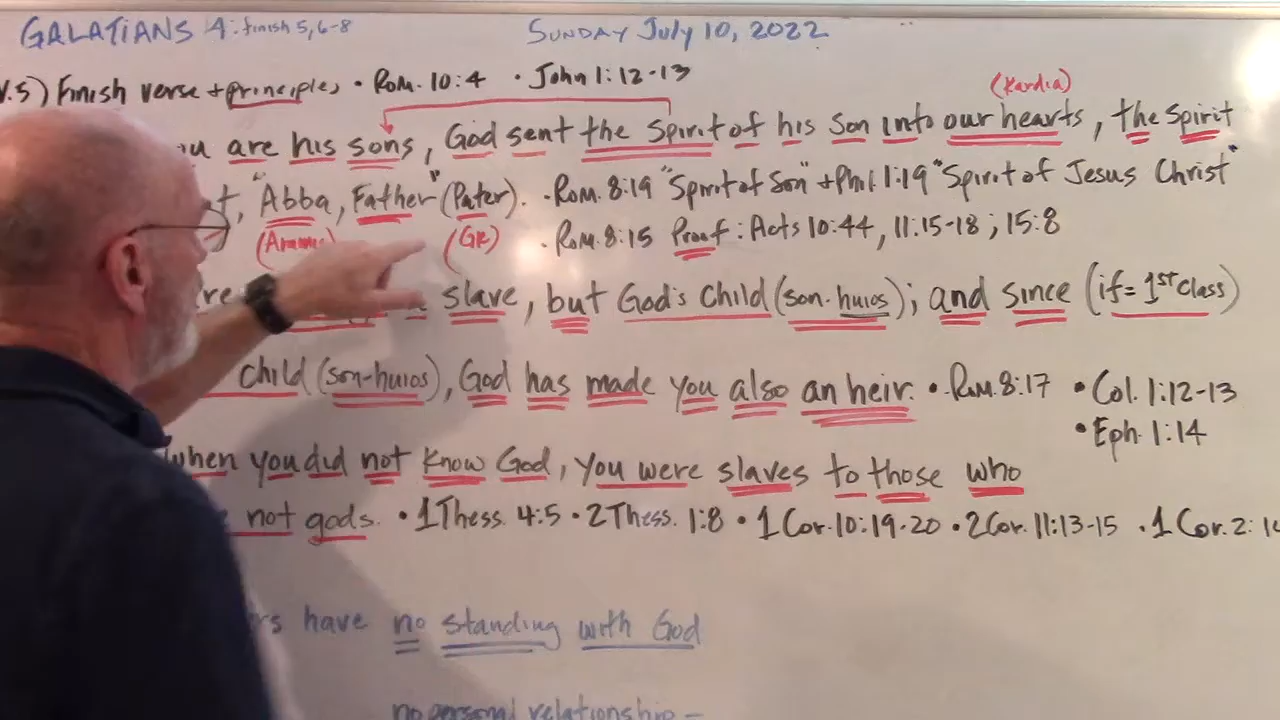 GALATIANS 4: finish 5, 6-8 SUNDAY July 10, 2022
v.5) Finish verse + principles • Rom. 10:4 • John 1:12-13
(Kardia)
are his sons, God sent the Spirit of his Son into our hearts, the Spirit
"Abba, Father" (Pater). • Rom. 8:19 "Spirit of Son" + Phil. 1:19 "Spirit of Jesus Christ"
(GK) • Rom. 8:15 Proof: Acts 10:44, 11:15-18; 15:8
slave, but God's child (son-huios); and since (if = 1st class)
child (son-huios), God has made you also an heir. • Rom. 8:17 • Col. 1:12-13
• Eph. 1:14
when you did not know God, you were slaves to those who
not gods. • 1 Thess. 4:5 • 2 Thess. 1:8 • 1 Cor. 10:19-20 • 2 Cor. 11:13-15 • 1 Cor. 2:
have no standing with God
no personal relationship -